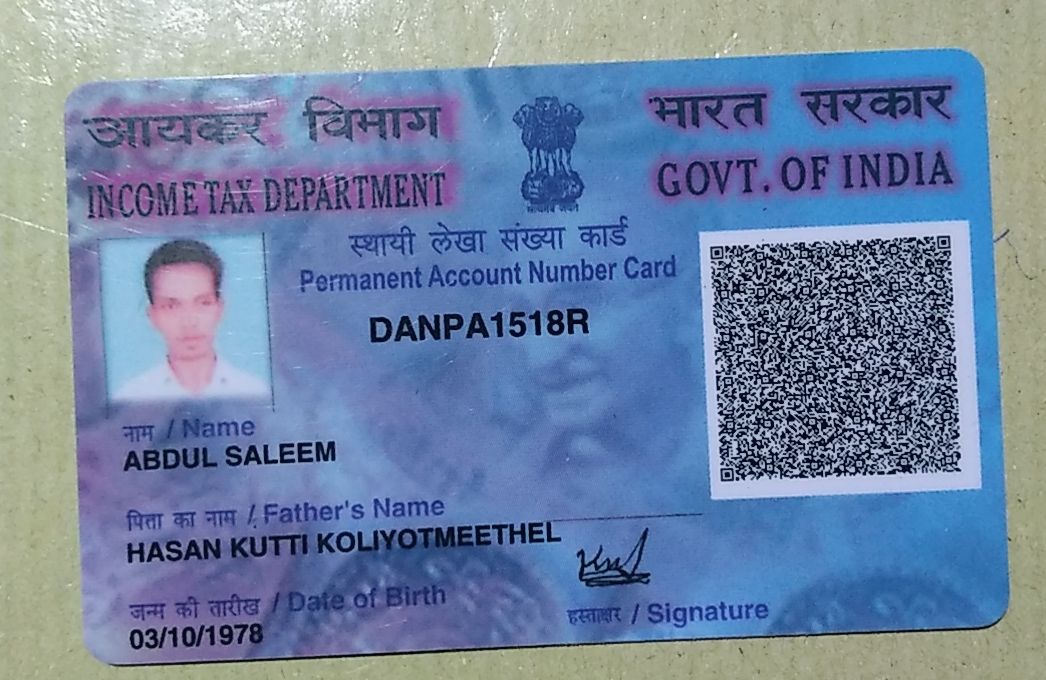 आयकर विभाग
भारत सरकार
INCOME TAX DEPARTMENT
GOVT. OF INDIA
सत्यमेव जयते
स्थायी लेखा संख्या कार्ड
Permanent Account Number Card
DANPA1518R
नाम / Name
ABDUL SALEEM
पिता का नाम / Father's Name
HASAN KUTTI KOLIYOTMEETHEL
जन्म की तारीख / Date of Birth
03/10/1978
हस्ताक्षर / Signature